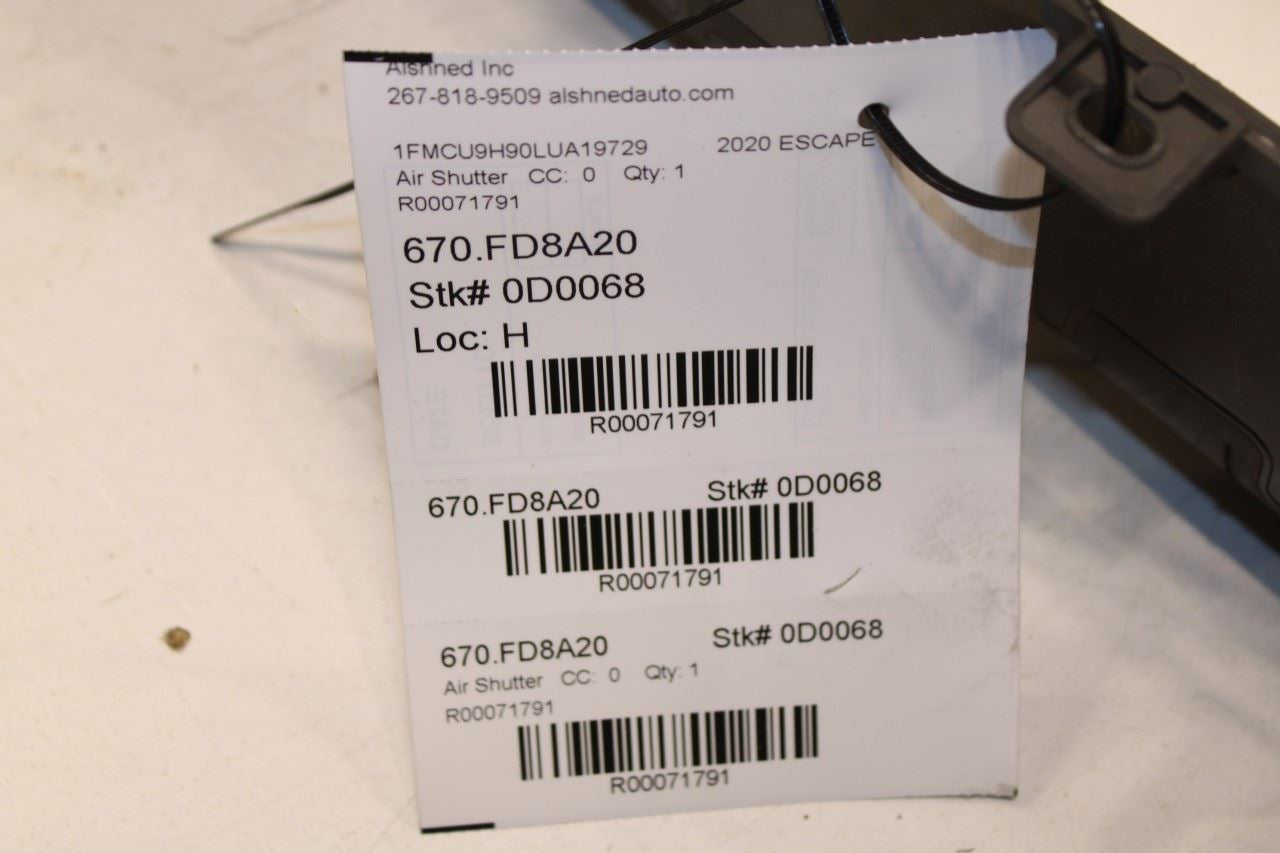 Alshned Inc
267-818-9509 alshnedauto.com
1FMCU9H90LUA19729 2020 ESCAPE
Air Shutter CC: 0 Qty: 1
R00071791
670.FD8A20
Stk# 0D0068
Loc: H
R00071791
670.FD8A20 Stk# 0D0068
R00071791
670.FD8A20 Stk# 0D0068
Air Shutter CC: 0 Qty: 1
R00071791
R00071791